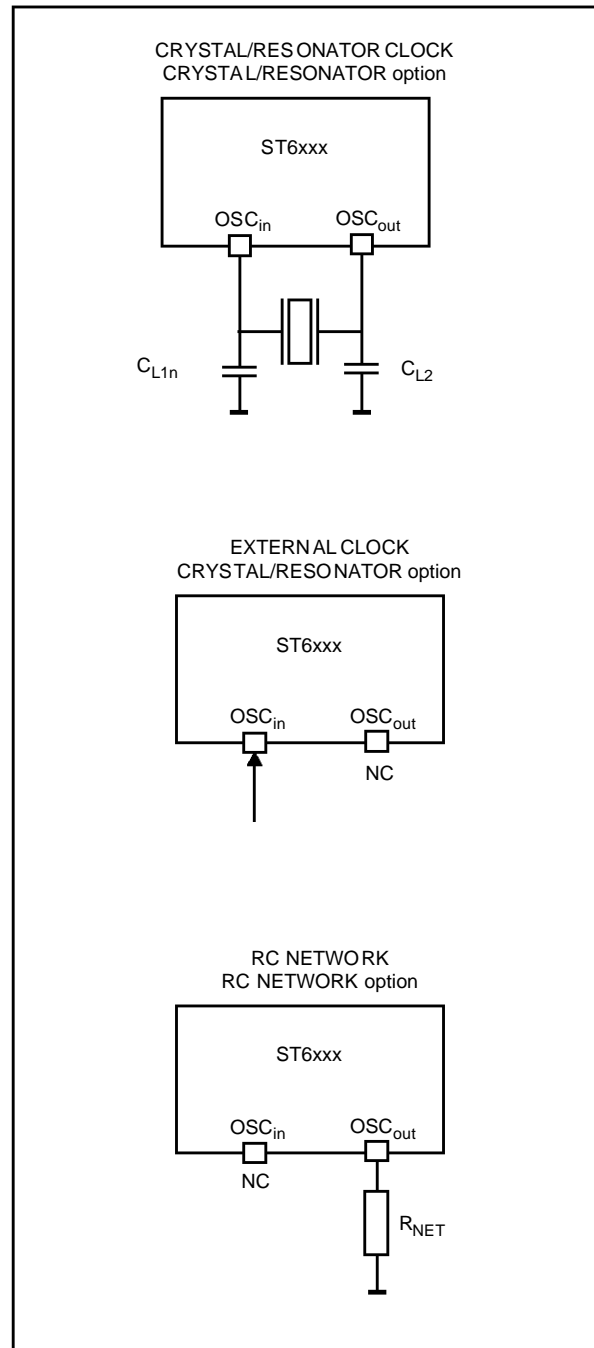 CRYSTAL/RESONATOR CLOCK
CRYSTAL/RESONATOR option
ST6xxx
OSCin OSCout
CL1n CL2
EXTERNAL CLOCK
CRYSTAL/RESONATOR option
ST6xxx
OSCin OSCout
NC
RC NETWORK
RC NETWORK option
ST6xxx
OSCin OSCout
NC
RNET